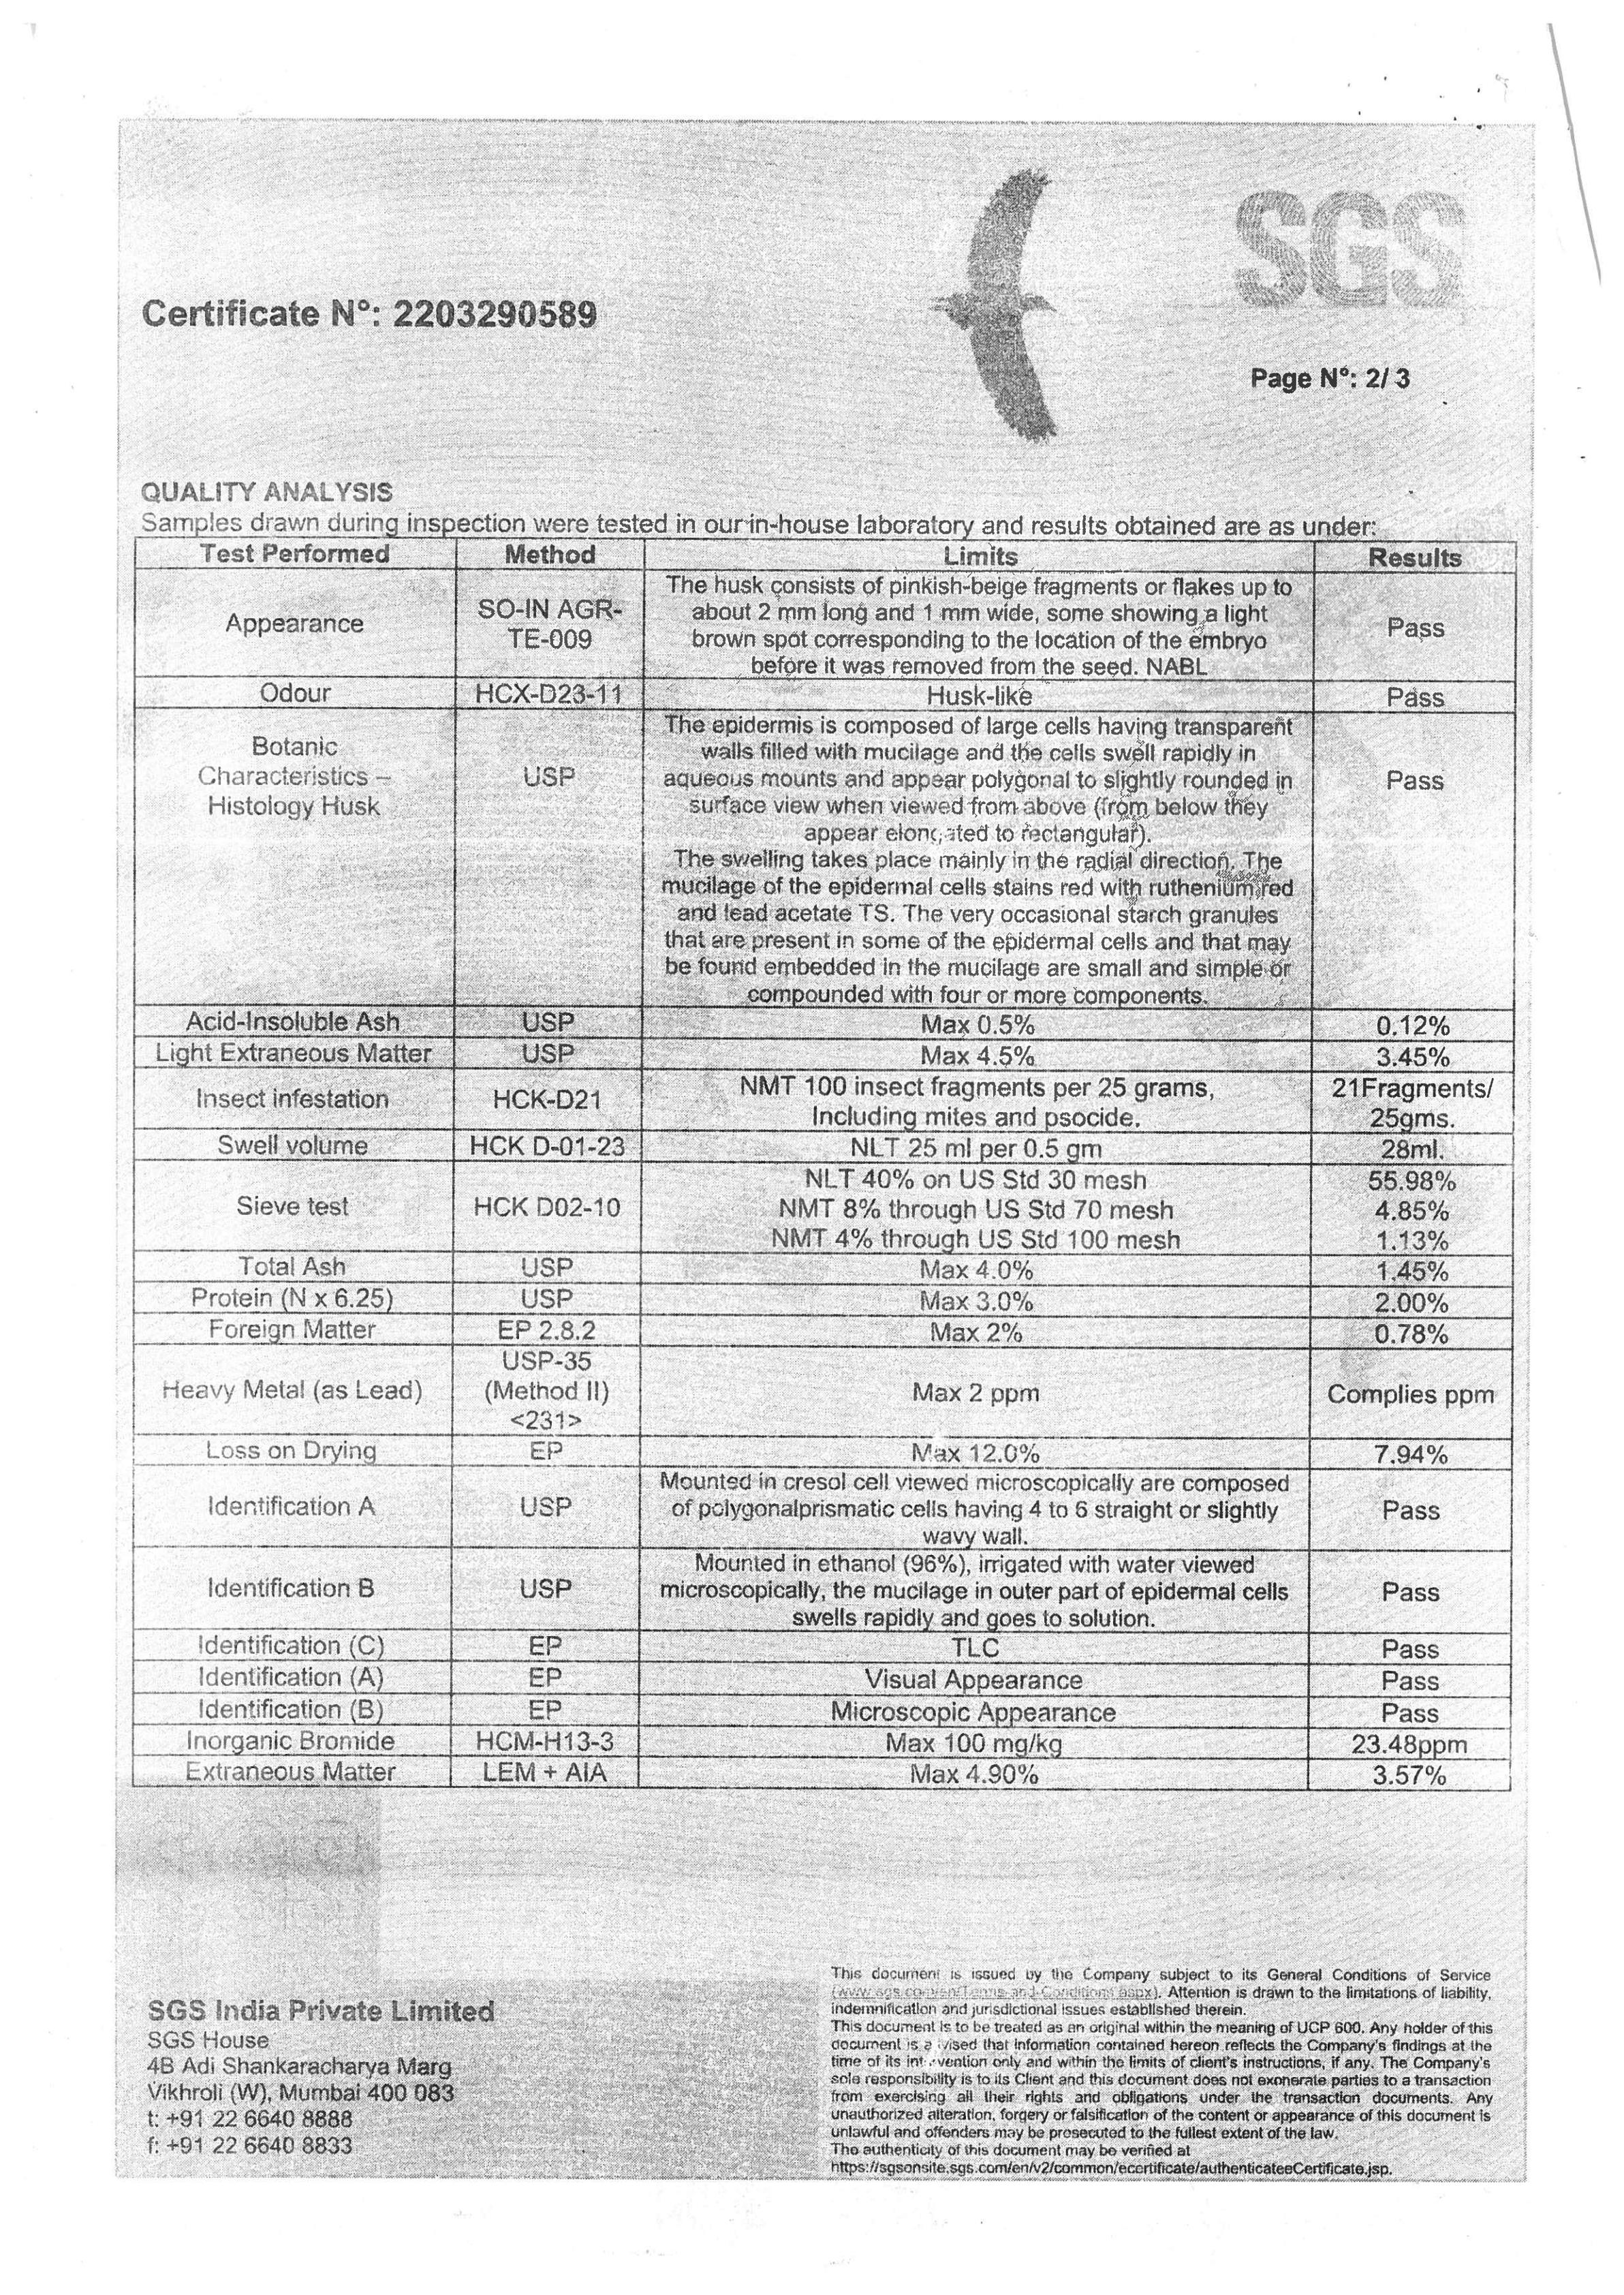 SGS
Certificate N°: 2203290589
Page N°: 2/ 3
QUALITY ANALYSIS
Samples drawn during inspection were tested in our in-house laboratory and results obtained are as under:
Test Performed Method Limits Results
Appearance SO-IN AGR-TE-009 The husk consists of pinkish-beige fragments or flakes up to
about 2 mm long and 1 mm wide, some showing a light
brown spot corresponding to the location of the embryo
before it was removed from the seed. NABL Pass
Odour HCX-D23-11 Husk-like Pass
Botanic
Characteristics –
Histology Husk USP The epidermis is composed of large cells having transparent
walls filled with mucilage and the cells swell rapidly in
aqueous mounts and appear polygonal to slightly rounded in
surface view when viewed from above (from below they
appear elongated to rectangular).
The swelling takes place mainly in the radial direction. The
mucilage of the epidermal cells stains red with ruthenium red
and lead acetate TS. The very occasional starch granules
that are present in some of the epidermal cells and that may
be found embedded in the mucilage are small and simple or
compounded with four or more components. Pass
Acid-Insoluble Ash USP Max 0.5% 0.12%
Light Extraneous Matter USP Max 4.5% 3.45%
Insect infestation HCK-D21 NMT 100 insect fragments per 25 grams,
Including mites and psocide. 21Fragments/
25gms.
Swell volume HCK D-01-23 NLT 25 ml per 0.5 gm 28ml.
Sieve test HCK D02-10 NLT 40% on US Std 30 mesh 55.98%
NMT 8% through US Std 70 mesh 4.85%
NMT 4% through US Std 100 mesh 1.13%
Total Ash USP Max 4.0% 1.45%
Protein (N x 6.25) USP Max 3.0% 2.00%
Foreign Matter EP 2.8.2 Max 2% 0.78%
Heavy Metal (as Lead) USP-35
(Method II)
<231> Max 2 ppm Complies ppm
Loss on Drying EP Max 12.0% 7.94%
Identification A USP Mounted in cresol cell viewed microscopically are composed
of polygonalprismatic cells having 4 to 6 straight or slightly
wavy wall. Pass
Identification B USP Mounted in ethanol (96%), irrigated with water viewed
microscopically, the mucilage in outer part of epidermal cells
swells rapidly and goes to solution. Pass
Identification (C) EP TLC Pass
Identification (A) EP Visual Appearance Pass
Identification (B) EP Microscopic Appearance Pass
Inorganic Bromide HCM-H13-3 Max 100 mg/kg 23.48ppm
Extraneous Matter LEM + AIA Max 4.90% 3.57%
SGS India Private Limited
SGS House
4B Adi Shankaracharya Marg
Vikhroli (W), Mumbai 400 083
t: +91 22 6640 8888
f: +91 22 6640 8833
This document is issued by the Company subject to its General Conditions of Service
Attention is drawn to the limitations of liability,
indemnification and jurisdictional issues established therein.
This document is to be treated as an original within the meaning of UCP 600. Any holder of this
document is advised that information contained hereon reflects the Company's findings at the
time of its intervention only and within the limits of client's instructions, if any. The Company's
sole responsibility is to its Client and this document does not exonerate parties to a transaction
from exercising all their rights and obligations under the transaction documents. Any
unauthorized alteration, forgery or falsification of the content or appearance of this document is
unlawful and offenders may be prosecuted to the fullest extent of the law.
The authenticity of this document may be verified at
https://sgsonsite.sgs.com/en/v2/common/ecertificate/authenticateeCertificate.jsp.